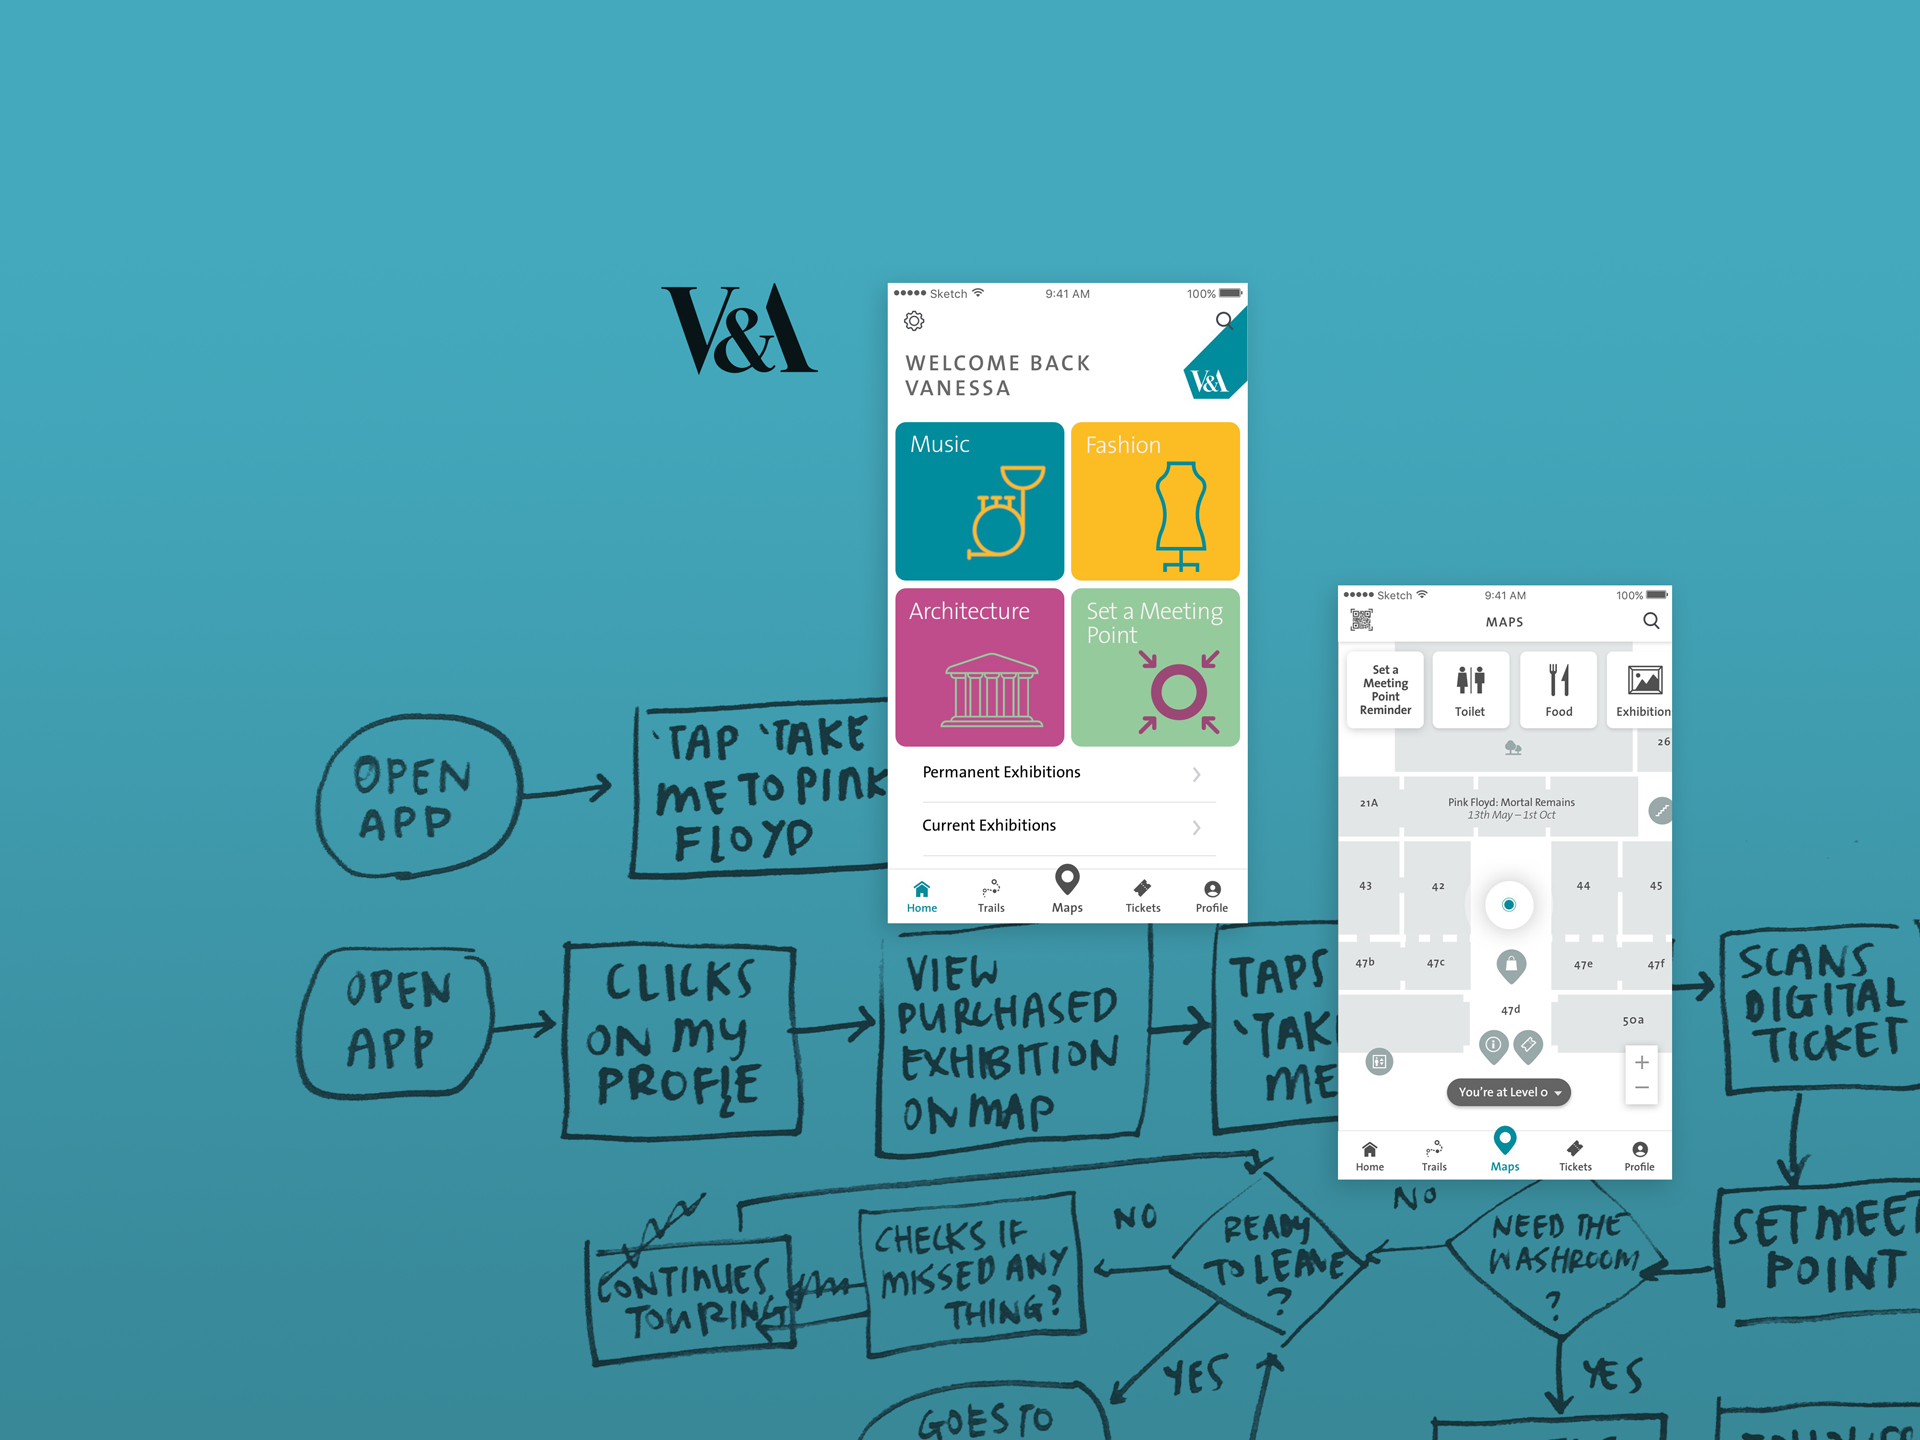 V&A
Sketch 9:41 AM 100%
WELCOME BACK
VANESSA
V&A
Music
Fashion
Architecture
Set a Meeting
Point
Permanent Exhibitions
Current Exhibitions
Home Trails Maps Tickets Profile
Sketch 9:41 AM 100%
MAPS
Set a
Meeting
Point
Reminder
Toilet
Food
Exhibition
26
21A
Pink Floyd: Mortal Remains
13th May – 1st Oct
43
42
44
45
47b
47c
47e
47f
47d
50a
You're at Level 0
Home Trails Maps Tickets Profile
OPEN
APP
'TAP 'TAKE
ME TO PINK
FLOYD
OPEN
APP
CLICKS
ON MY
PROFILE
VIEW
PURCHASED
EXHIBITION
ON MAP
TAPS
'TAK
ME
SCANS
DIGITAL
TICKET
SET MEET
POINT
NEED THE
WASHROOM
?
NO
YES
READY
TO LEAVE
?
NO
YES
CHECKS IF
MISSED ANY
THING?
CONTINUES
TOURING
GOES TO